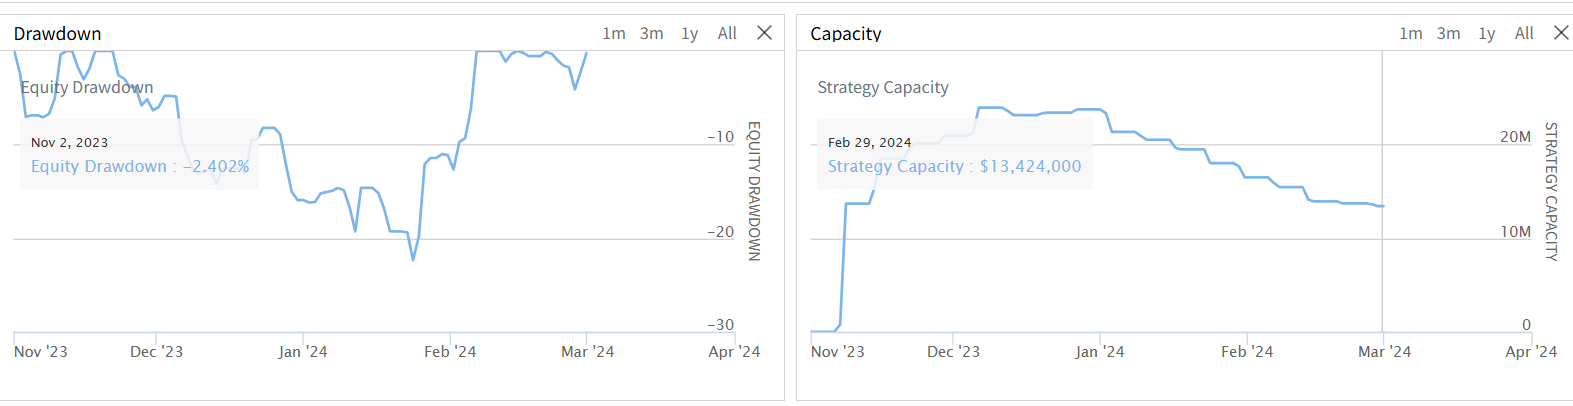 Drawdown
1m 3m 1y All
Equity Drawdown
Nov 2, 2023
Equity Drawdown : -2.402%
-10
-20
-30
EQUITY DRAWDOWN
Nov '23 Dec '23 Jan '24 Feb '24 Mar '24 Apr '24
Capacity
1m 3m 1y All
Strategy Capacity
Feb 29, 2024
Strategy Capacity : $13,424,000
20M
10M
0
STRATEGY CAPACITY
Nov '23 Dec '23 Jan '24 Feb '24 Mar '24 Apr '24